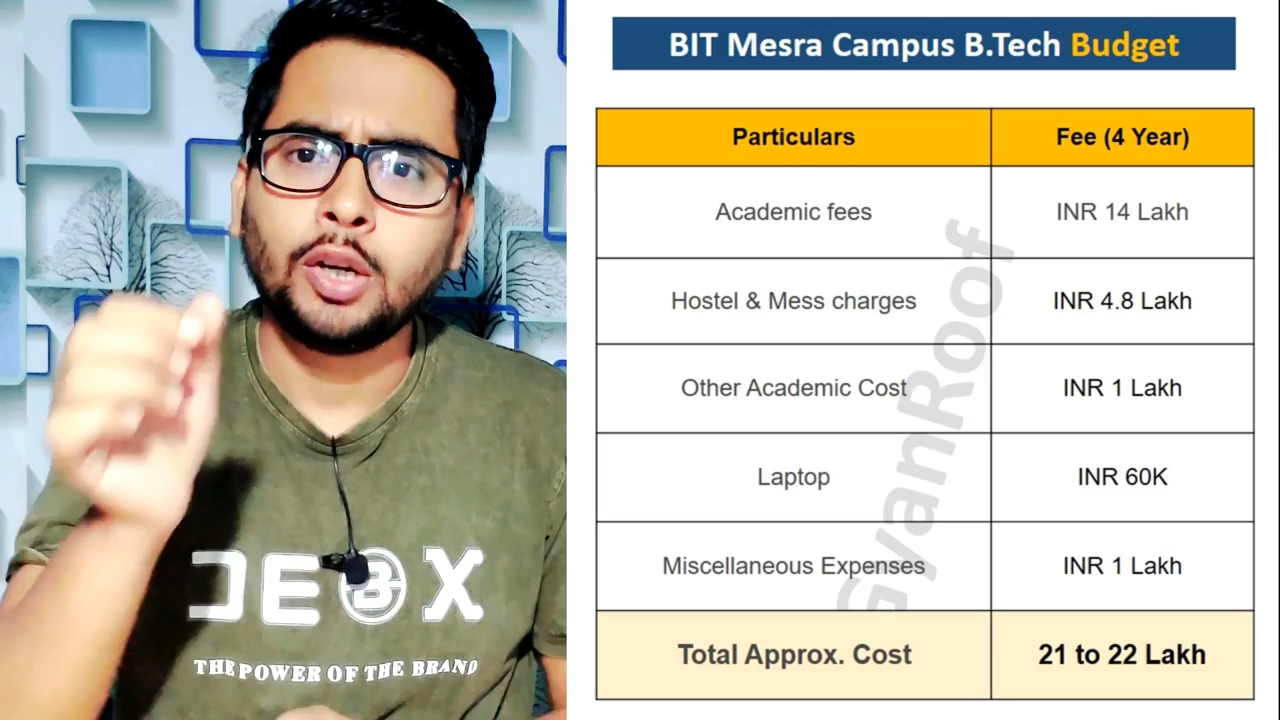 BIT Mesra Campus B.Tech Budget
Particulars
Fee (4 Year)
Academic fees
INR 14 Lakh
Hostel & Mess charges
INR 4.8 Lakh
Other Academic Cost
INR 1 Lakh
Laptop
INR 60K
Miscellaneous Expenses
INR 1 Lakh
Total Approx. Cost
21 to 22 Lakh
GyanRoof
DEBX
THE POWER OF THE BRAND